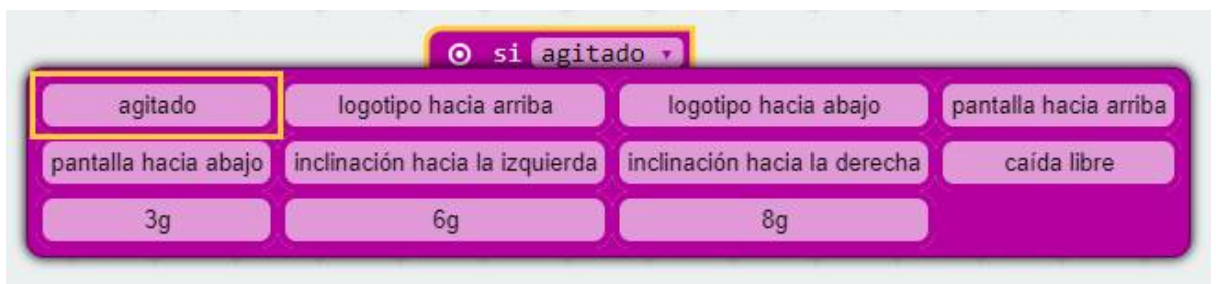 si agitado
agitado logotipo hacia arriba logotipo hacia abajo pantalla hacia arriba
pantalla hacia abajo inclinación hacia la izquierda inclinación hacia la derecha caída libre
3g 6g 8g